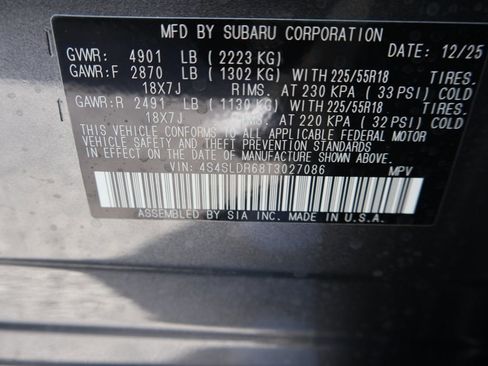 MFD BY SUBARU CORPORATION
GVWR: 4901 LB ( 2223 KG) DATE: 12/25
GAWR:F 2870 LB ( 1302 KG) WITH 225/55R18 TIRES.
18X7J RIMS. AT 230 KPA ( 33 PSI) COLD
GAWR:R 2491 LB ( 1130 KG) WITH 225/55R18 TIRES.
18X7J RIMS. AT 220 KPA ( 32 PSI) COLD
THIS VEHICLE CONFORMS TO ALL APPLICABLE FEDERAL MOTOR
VEHICLE SAFETY AND THEFT PREVENTION STANDARDS
IN EFFECT ON THE DATE OF MANUFACTURE SHOWN ABOVE.
VIN: 4S4SLDR68T3027086 MPV
ASSEMBLED BY SIA INC. MADE IN U.S.A.